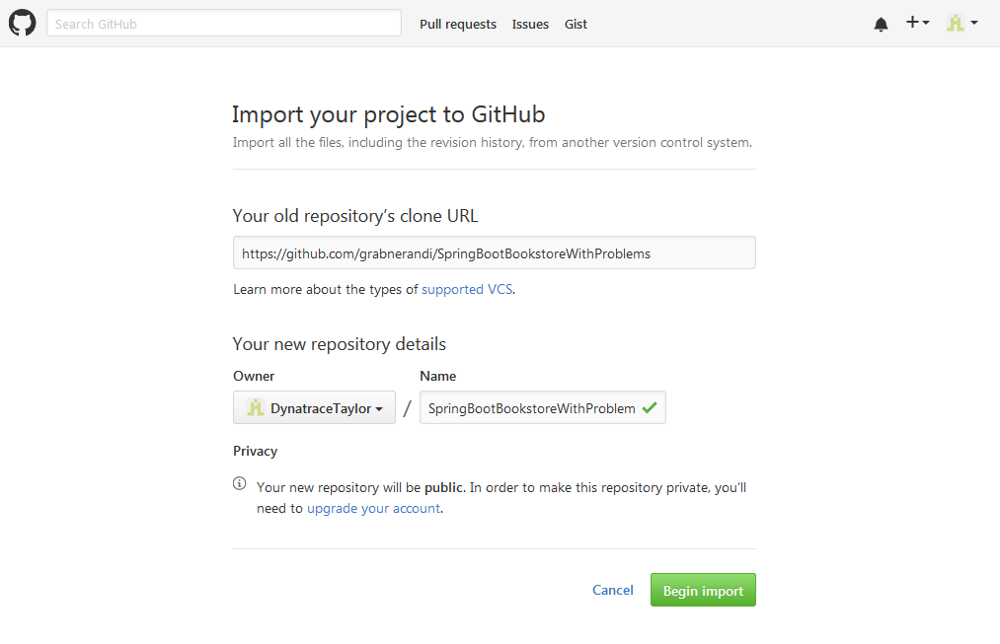 Search GitHub Pull requests Issues Gist
Import your project to GitHub
Import all the files, including the revision history, from another version control system.
Your old repository’s clone URL
https://github.com/grabnerandi/SpringBootBookstoreWithProblems
Learn more about the types of supported VCS.
Your new repository details
Owner Name
DynatraceTaylor / SpringBootBookstoreWithProblem
Privacy
Your new repository will be public. In order to make this repository private, you’ll
need to upgrade your account.
Cancel Begin import